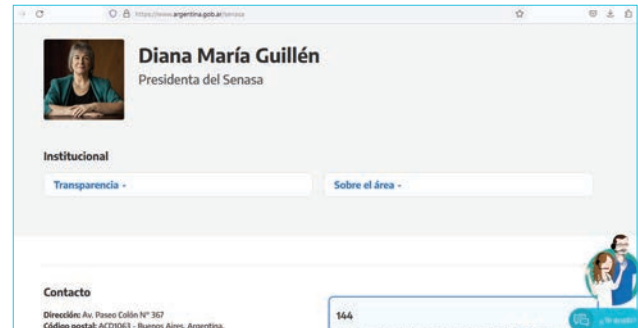 https://www.argentina.gob.ar/senasa
Diana María Guillén
Presidenta del Senasa
Institucional
Transparencia -
Sobre el área -
Contacto
Dirección: Av. Paseo Colón N° 367
Código postal: ACD1063 - Buenos Aires, Argentina.
144